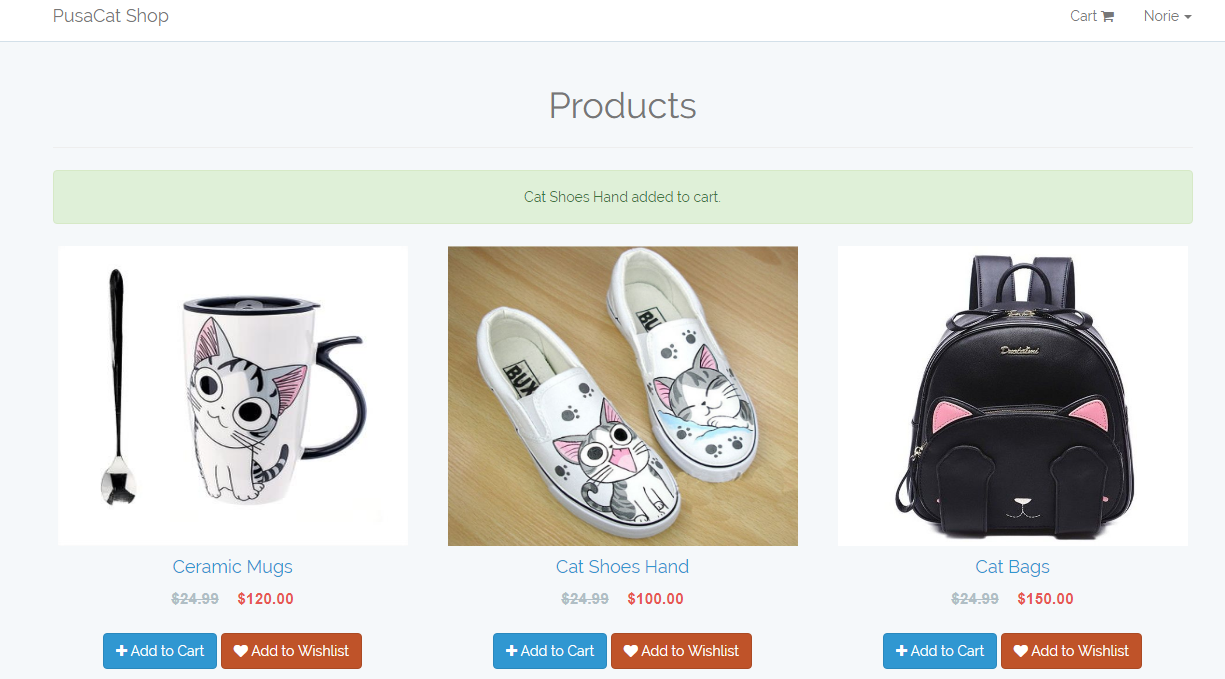 PusaCat Shop
Cart
Norie
Products
Cat Shoes Hand added to cart.
Ceramic Mugs
$24.99 $120.00
Add to Cart
Add to Wishlist
Cat Shoes Hand
$24.99 $100.00
Add to Cart
Add to Wishlist
Cat Bags
$24.99 $150.00
Add to Cart
Add to Wishlist